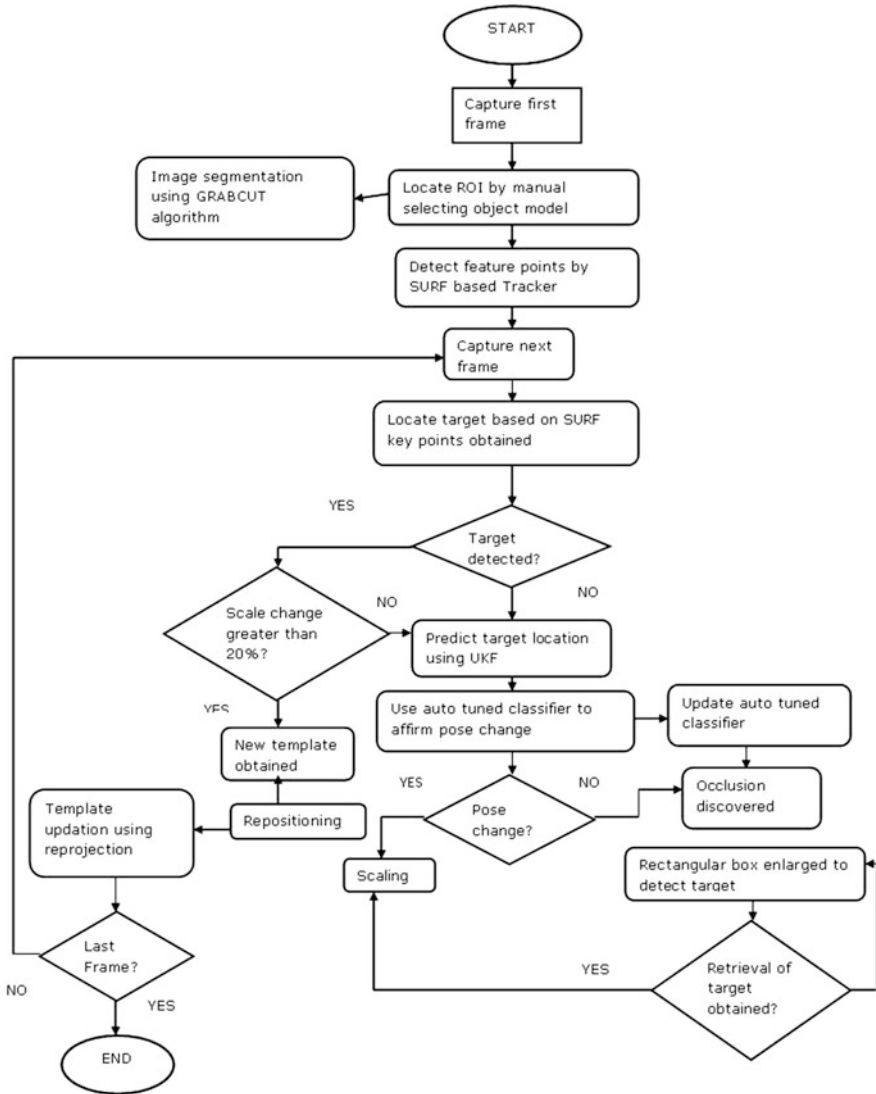 START
Capture first
frame
Image segmentation
using GRABCUT
algorithm
Locate ROI by manual
selecting object model
Detect feature points by
SURF based Tracker
Capture next
frame
Locate target based on SURF
key points obtained
YES
Target
detected?
NO
Scale change
greater than
20%?
NO
Predict target location
using UKF
YES
Use auto tuned classifier to
affirm pose change
Update auto tuned
classifier
New template
obtained
YES
NO
Occlusion
discovered
Template
updation using
reprojection
Repositioning
Pose
change?
Scaling
Rectangular box enlarged to
detect target
Last
Frame?
NO
YES
YES
Retrieval of
target
obtained?
END